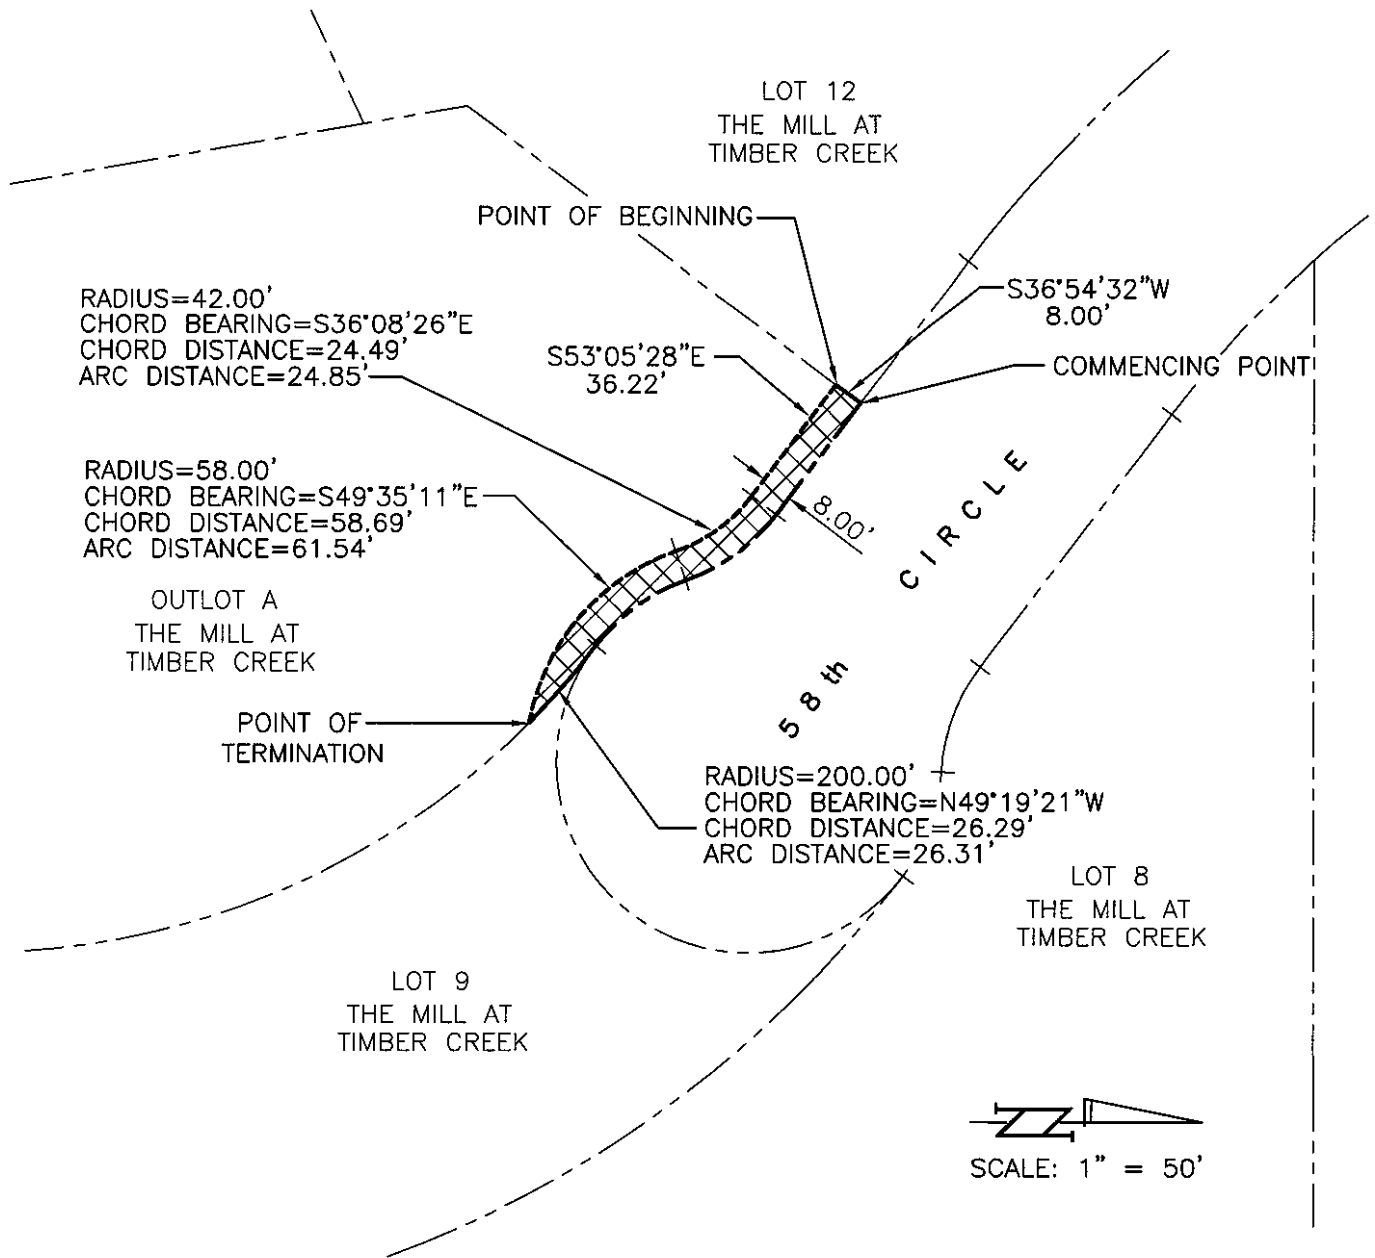 LOT 12
THE MILL AT
TIMBER CREEK
POINT OF BEGINNING
RADIUS=42.00'
CHORD BEARING=S36°08'26"E
CHORD DISTANCE=24.49'
ARC DISTANCE=24.85'
S53°05'28"E
36.22'
S36°54'32"W
8.00'
COMMENCING POINT
RADIUS=58.00'
CHORD BEARING=S49°35'11"E
CHORD DISTANCE=58.69'
ARC DISTANCE=61.54'
8.00'
58th CIRCLE
OUTLOT A
THE MILL AT
TIMBER CREEK
POINT OF
TERMINATION
RADIUS=200.00'
CHORD BEARING=N49°19'21"W
CHORD DISTANCE=26.29'
ARC DISTANCE=26.31'
LOT 8
THE MILL AT
TIMBER CREEK
LOT 9
THE MILL AT
TIMBER CREEK
SCALE: 1" = 50'